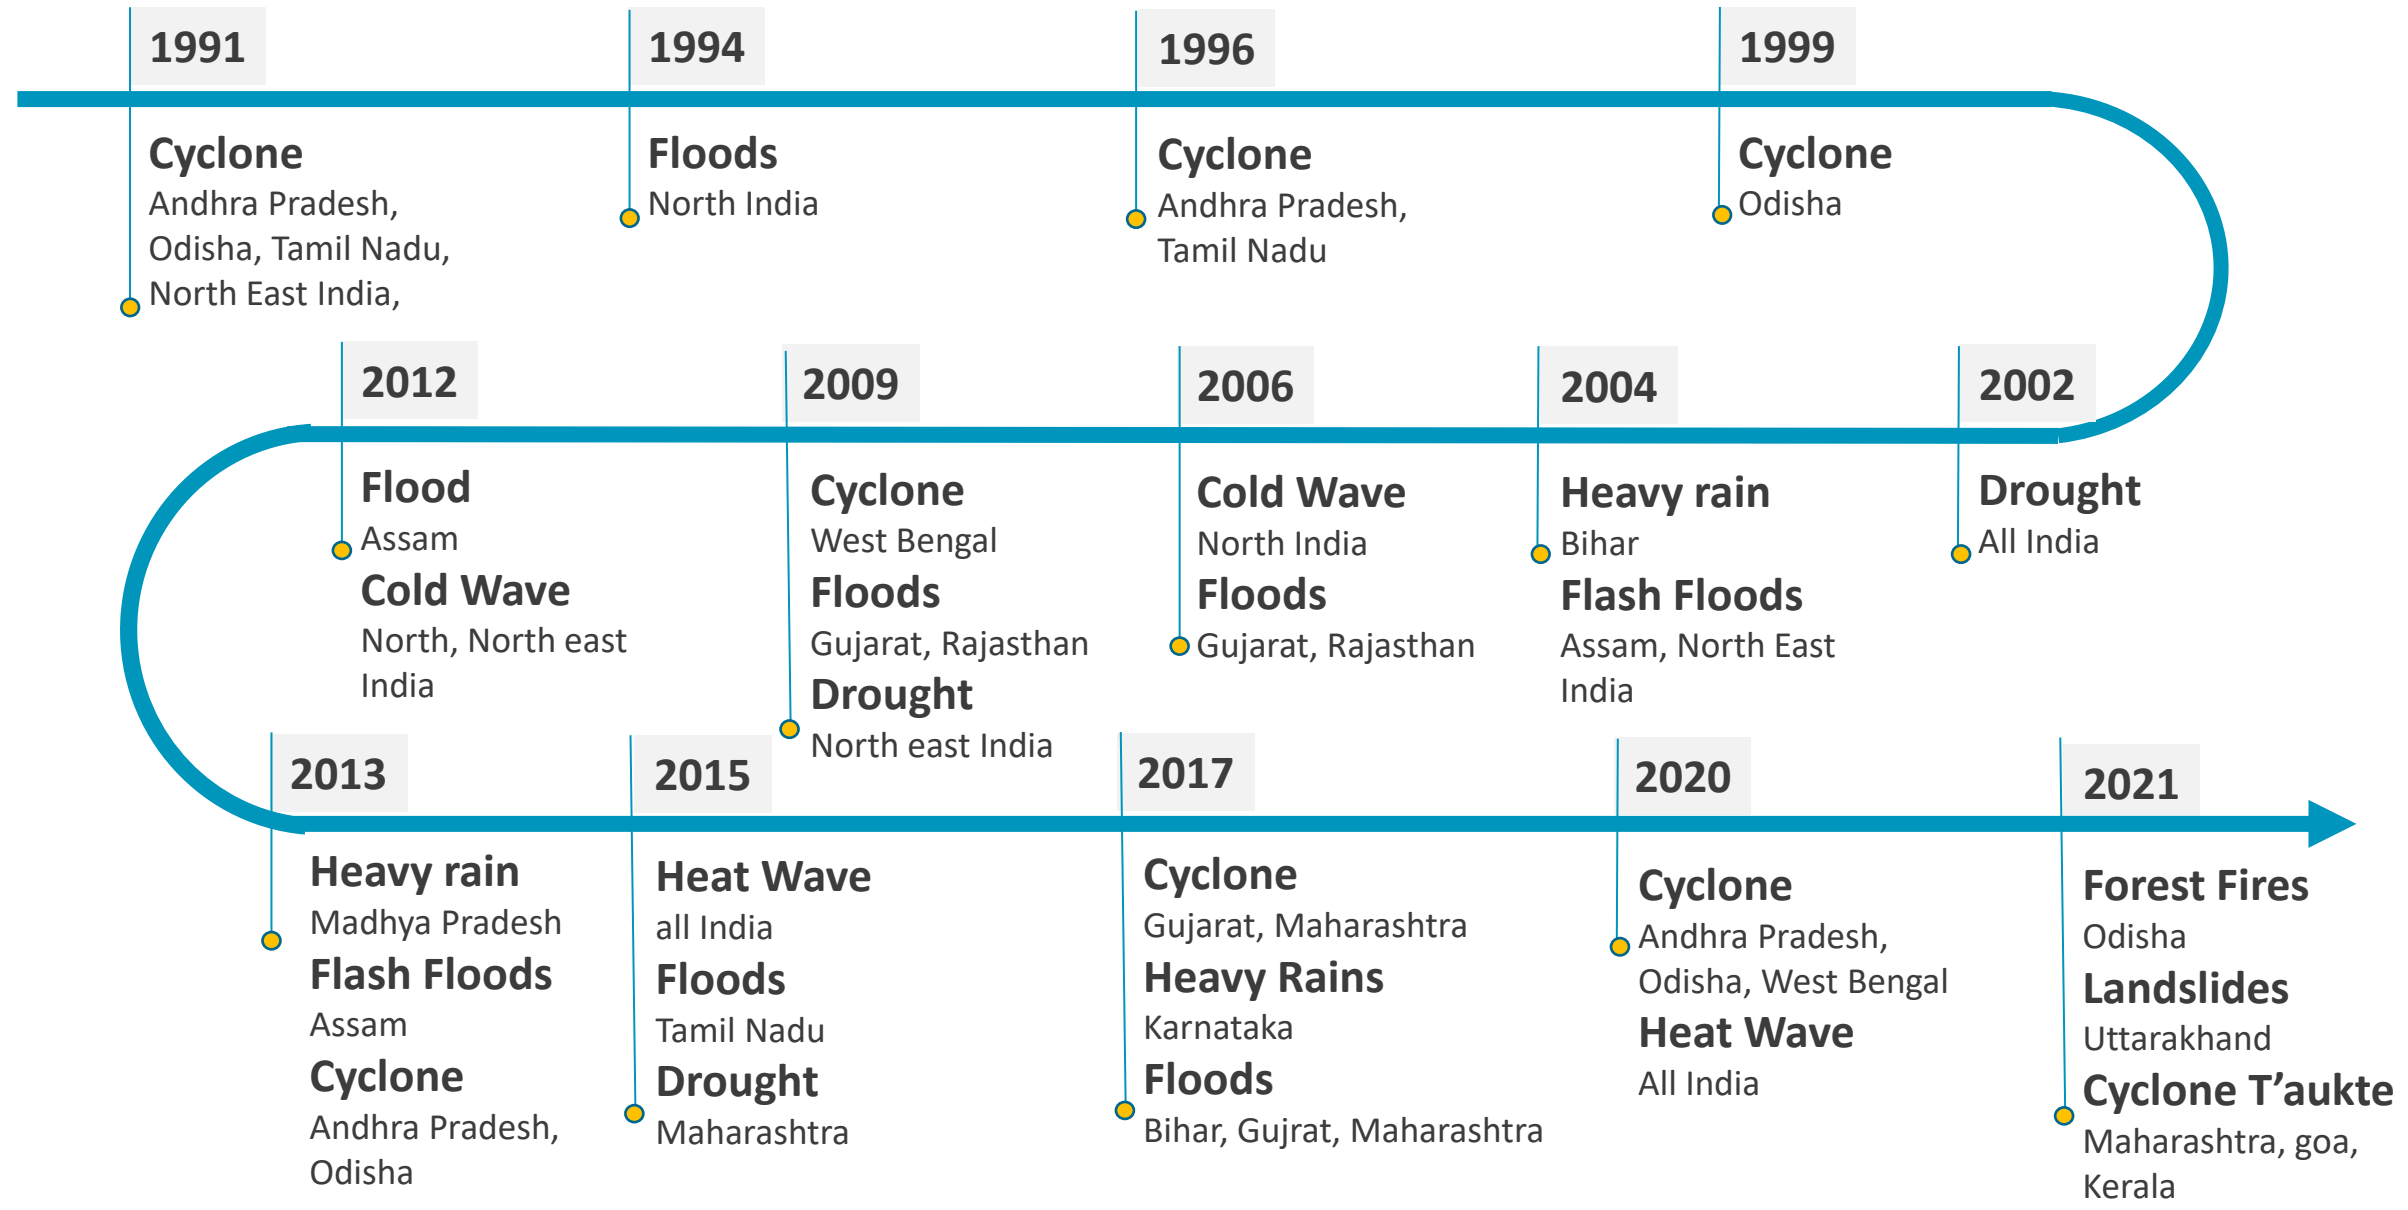 1991
Cyclone
Andhra Pradesh,
Odisha, Tamil Nadu,
North East India,
1994
Floods
North India
1996
Cyclone
Andhra Pradesh,
Tamil Nadu
1999
Cyclone
Odisha
2002
Drought
All India
2004
Heavy rain
Bihar
Flash Floods
Assam, North East
India
2006
Cold Wave
North India
Floods
Gujarat, Rajasthan
2009
Cyclone
West Bengal
Floods
Gujarat, Rajasthan
Drought
North east India
2012
Flood
Assam
Cold Wave
North, North east
India
2013
Heavy rain
Madhya Pradesh
Flash Floods
Assam
Cyclone
Andhra Pradesh,
Odisha
2015
Heat Wave
all India
Floods
Tamil Nadu
Drought
Maharashtra
2017
Cyclone
Gujarat, Maharashtra
Heavy Rains
Karnataka
Floods
Bihar, Gujrat, Maharashtra
2020
Cyclone
Andhra Pradesh,
Odisha, West Bengal
Heat Wave
All India
2021
Forest Fires
Odisha
Landslides
Uttarakhand
Cyclone T’aukte
Maharashtra, goa,
Kerala